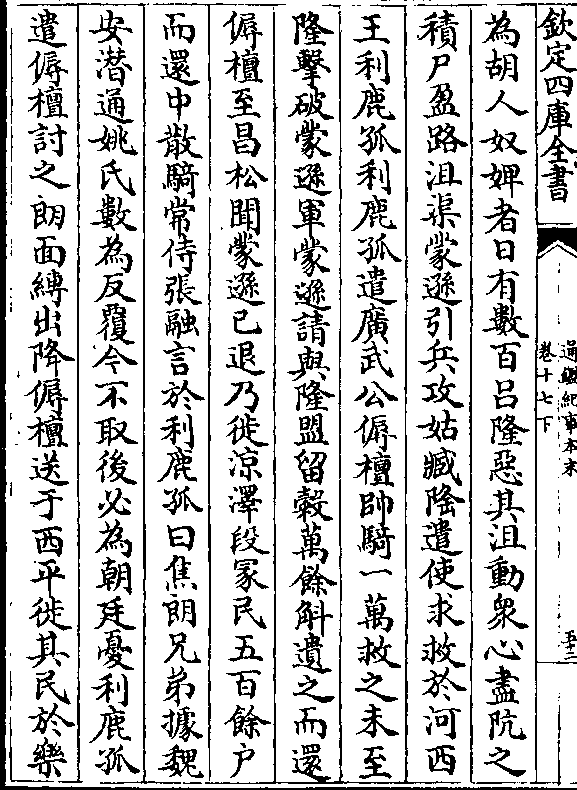 欽定四庫全書
通鑑紀事本末
卷十七下
五十二
為胡人奴婢者日有數百吕隆惡其沮動衆心盡阬之
積尸盈路沮渠蒙遜引兵攻姑臧隆遣使求救於河西
王利鹿孤利鹿孤遣廣武公傉檀帥騎一萬救之未至
隆擊破蒙遜軍蒙遜請與隆盟留穀萬餘斛遺之而還
傉檀至昌松聞蒙遜已退乃徙涼澤段冢民五百餘户
而還中散騎常侍張融言於利鹿孤曰焦朗兄弟據魏
安潜通姚氏數為反覆今不取後必為朝廷憂利鹿孤
遣傉檀討之朗面縛出降傉檀送于西平徙其民於樂